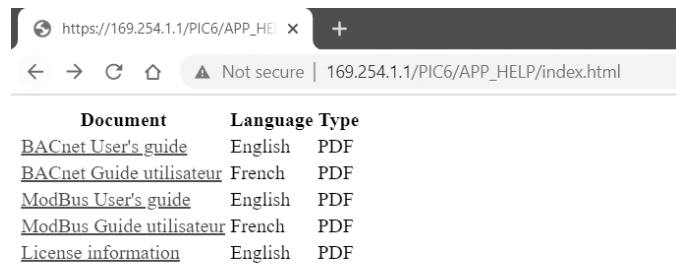 https://169.254.1.1/PIC6/APP_HE
Not secure | 169.254.1.1/PIC6/APP_HELP/index.html
Document Language Type
BACnet User's guide English PDF
BACnet Guide utilisateur French PDF
ModBus User's guide English PDF
ModBus Guide utilisateur French PDF
License information English PDF